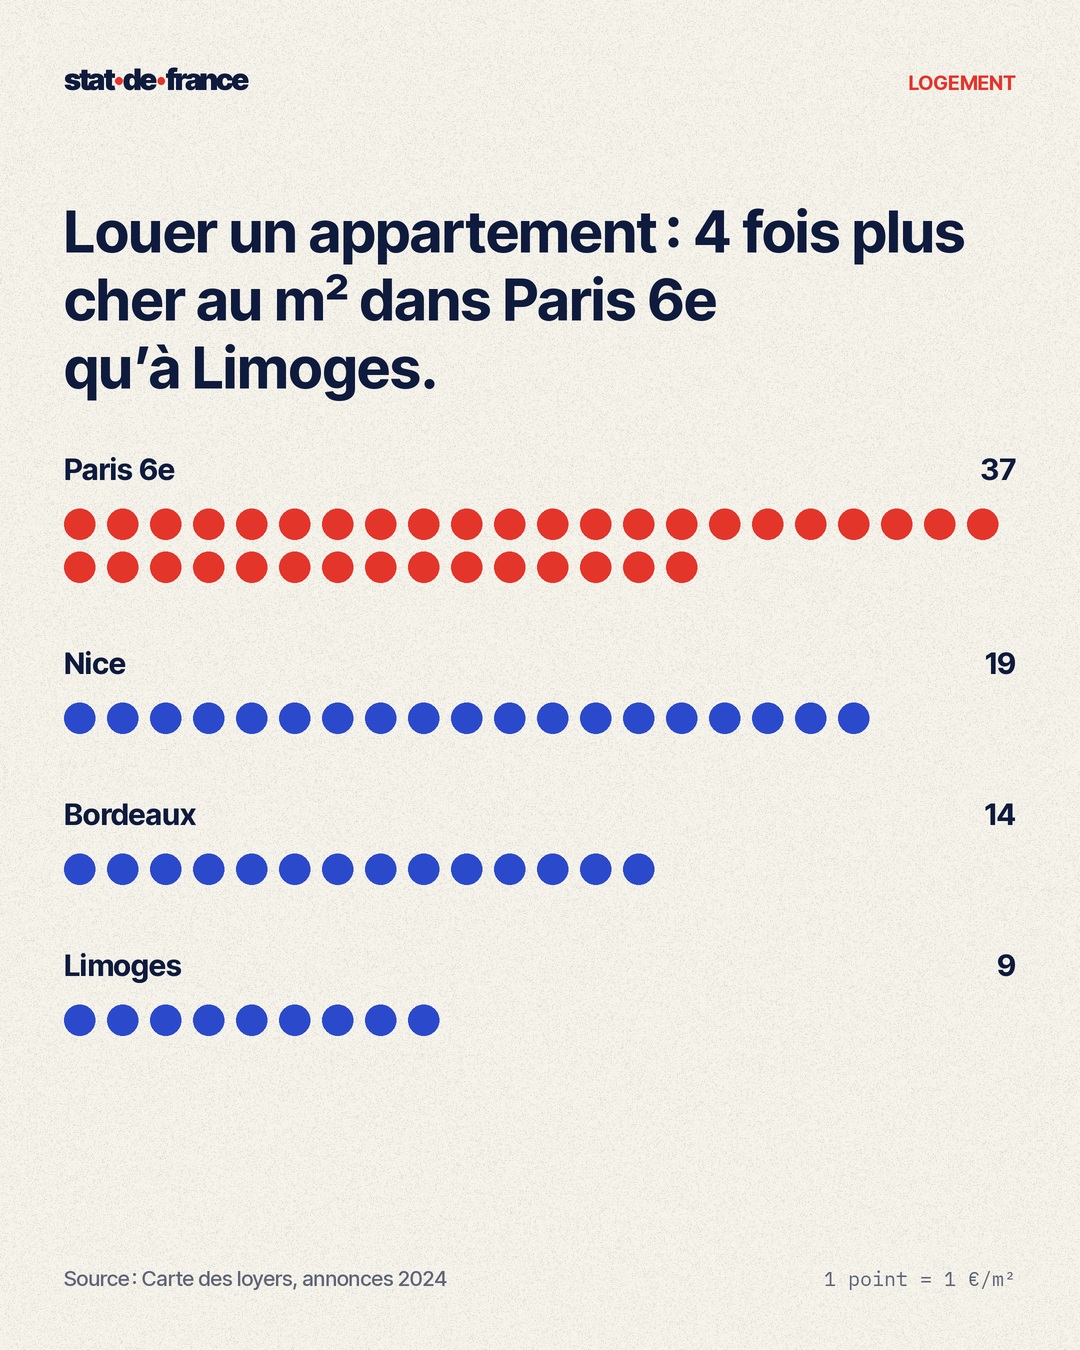 stat•de•france
LOGEMENT
Louer un appartement : 4 fois plus
cher au m² dans Paris 6e
qu’à Limoges.
Paris 6e
37
Nice
19
Bordeaux
14
Limoges
9
Source : Carte des loyers, annonces 2024
1 point = 1 €/m²